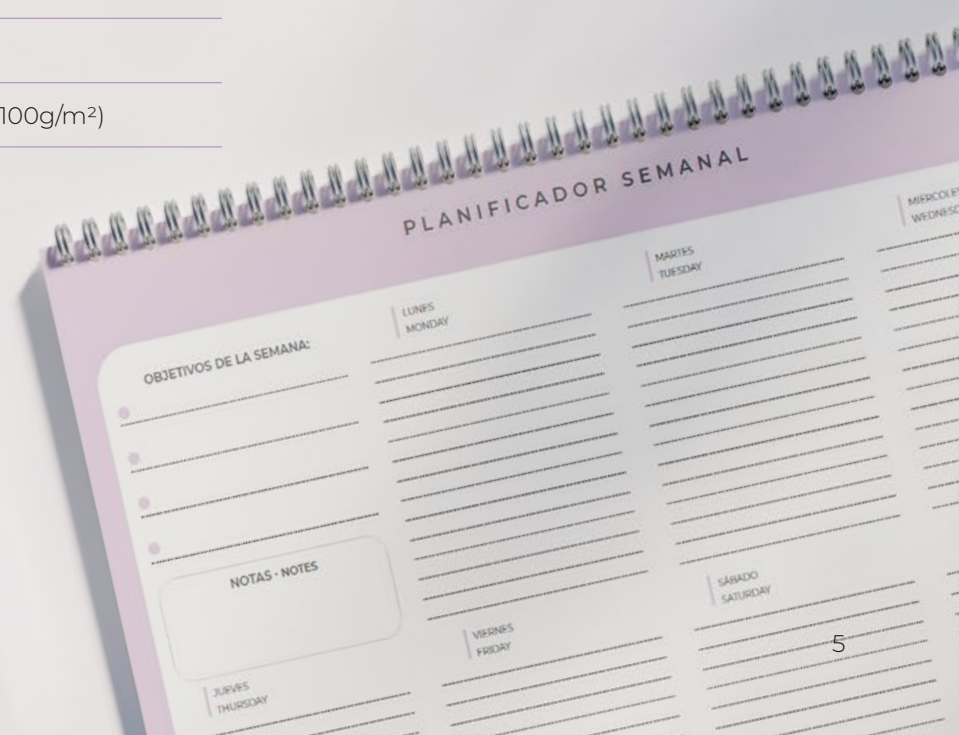 100g/m²)
PLANIFICADOR SEMANAL
OBJETIVOS DE LA SEMANA:
NOTAS · NOTES
LUNES
MONDAY
MARTES
TUESDAY
JUEVES
THURSDAY
VIERNES
FRIDAY
SÁBADO
SATURDAY
5